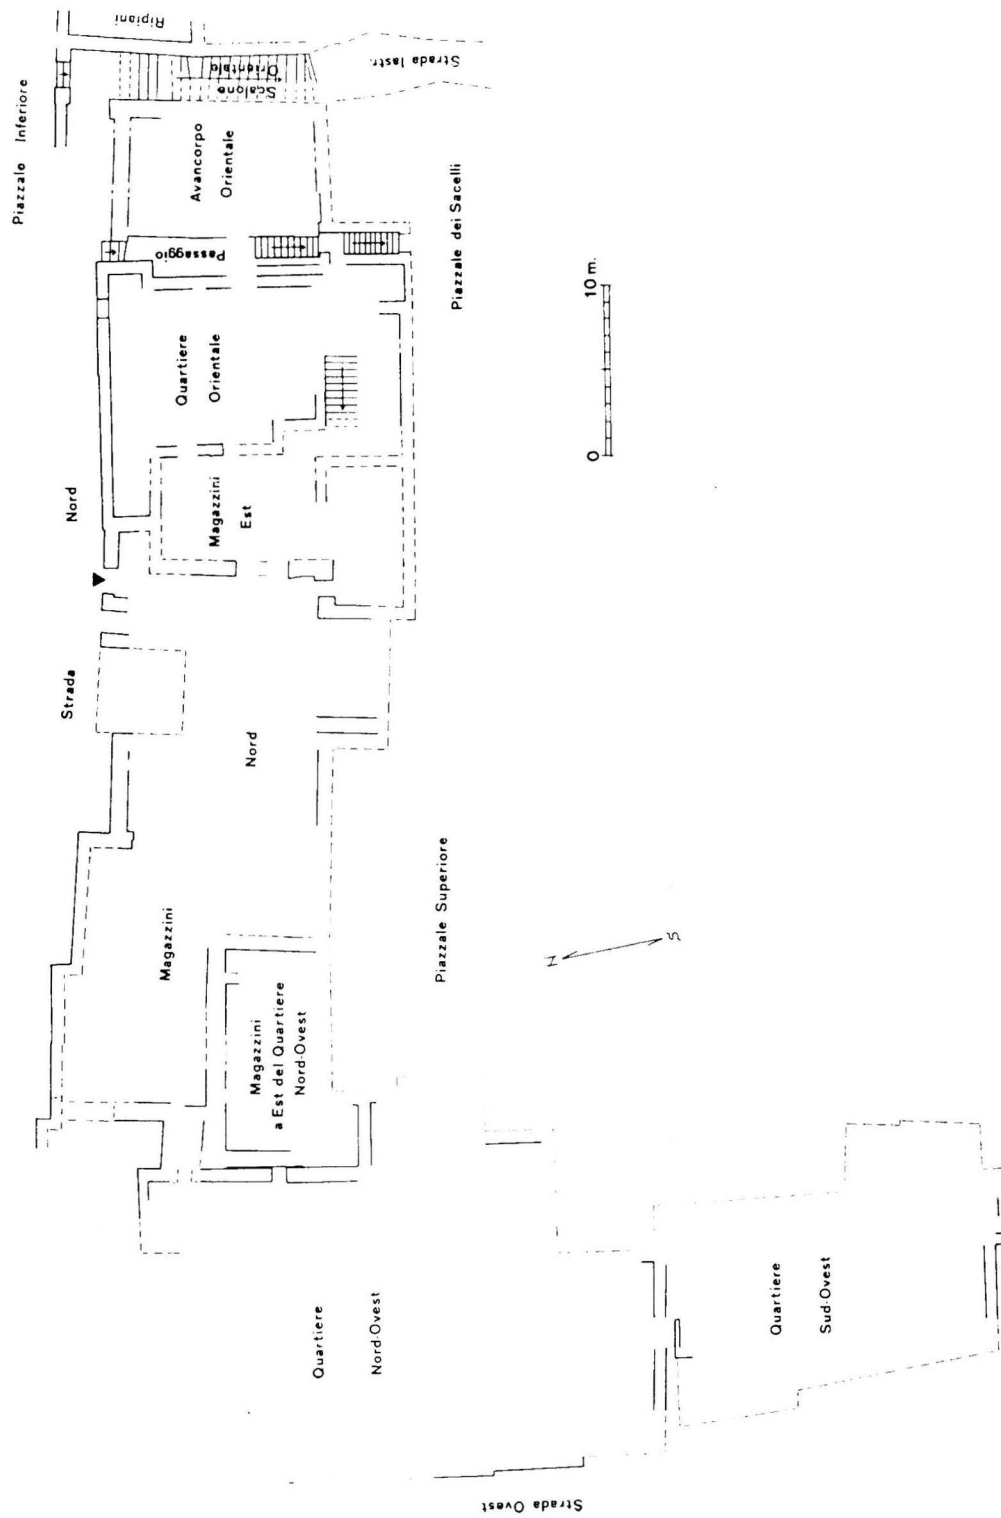 Ripiani
Piazzale Inferiore
Scalone
Orientale
Strada lastr.
Avancorpo
Orientale
Passaggio
Piazzale dei Sacelli
Quartiere
Orientale
0 10 m.
Magazzini
Est
Strada Nord
Magazzini Nord
Piazzale Superiore
N
S
Magazzini
a Est del Quartiere
Nord-Ovest
Quartiere
Nord-Ovest
Quartiere
Sud-Ovest
Strada Ovest